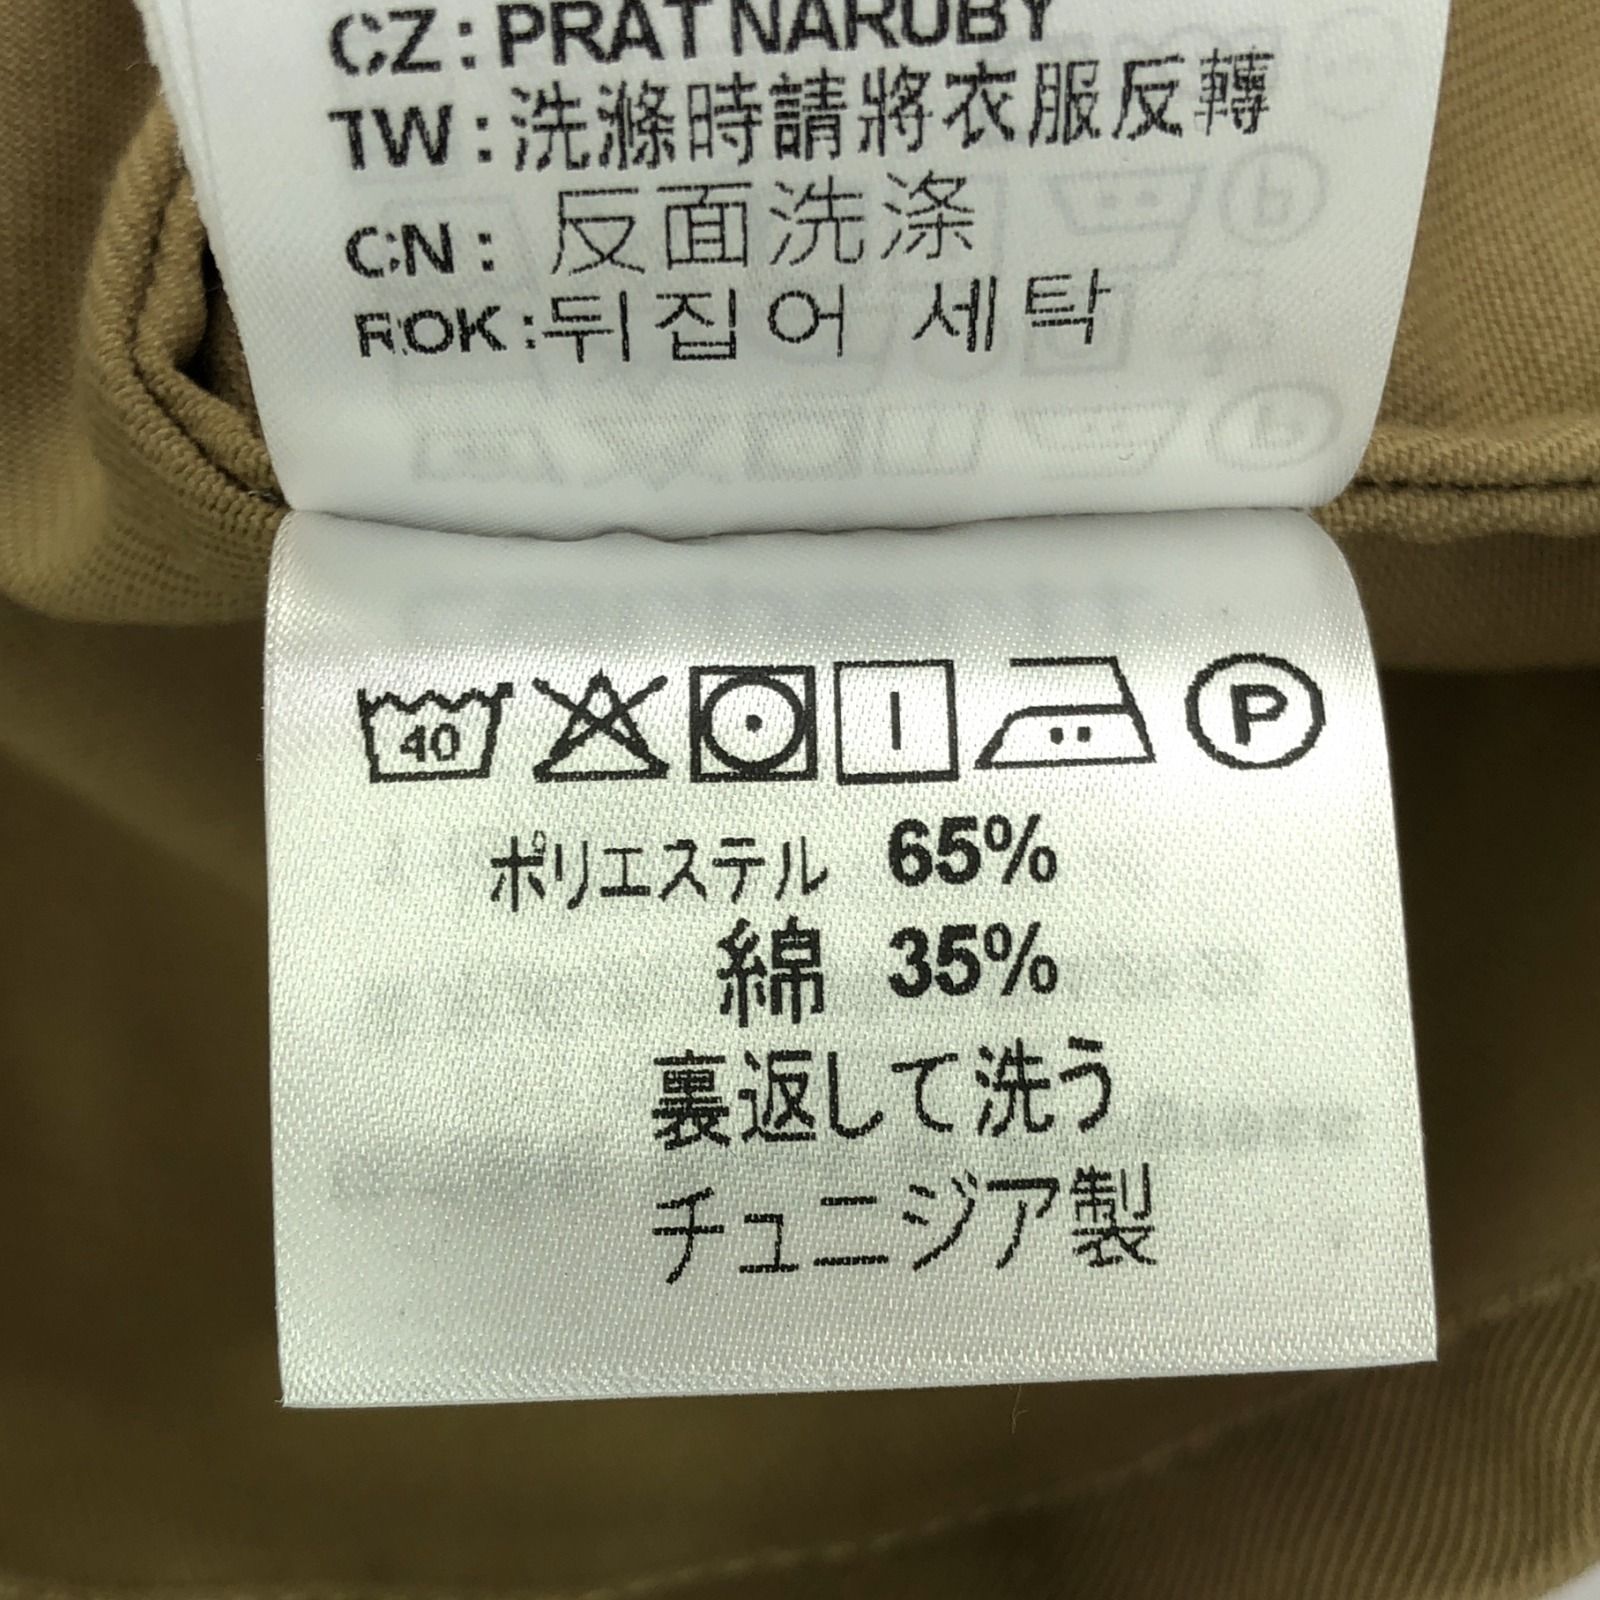 CZ: PRAT NARUBY
TW: 洗滌時請將衣服反轉
CN: 反面洗涤
ROK: 뒤집어 세탁
40 P
ポリエステル 65%
綿 35%
裏返して洗う
チュニジア製